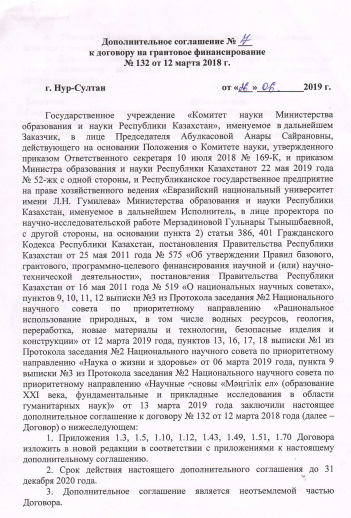 Дополнительное соглашение № 4
к договору на грантовое финансирование
№ 132 от 12 марта 2018 г.
г. Нур-Султан от « » 06 2019 г.
Государственное учреждение «Комитет науки Министерства
образования и науки Республики Казахстан», именуемое в дальнейшем
Заказчик, в лице Председателя Абулкасовой Анары Сайрановны,
действующего на основании Положения о Комитете науки, утвержденного
приказом Ответственного секретаря 10 июля 2018 № 169-К, и приказом
Министра образования и науки Республики Казахстанот 22 мая 2019 года
№ 52-жк с одной стороны, и Республиканское государственное предприятие
на праве хозяйственного ведения «Евразийский национальный университет
имени Л.Н. Гумилева» Министерства образования и науки Республики
Казахстан, именуемое в дальнейшем Исполнитель, в лице проректора по
научно-исследовательской работе Мерзадиновой Гульнары Тынышбаевной,
с другой стороны, на основании пункта 2) статьи 386, 401 Гражданского
Кодекса Республики Казахстан, постановления Правительства Республики
Казахстан от 25 мая 2011 года № 575 «Об утверждении Правил базового,
грантового, программно-целевого финансирования научной и (или) научно-
технической деятельности», постановления Правительства Республики
Казахстан от 16 мая 2011 года № 519 «О национальных научных советах»,
пунктов 9, 10, 11, 12 выписки №3 из Протокола заседания №2 Национального
научного совета по приоритетному направлению «Рациональное
использование природных, в том числе водных ресурсов, геология,
переработка, новые материалы и технологии, безопасные изделия и
конструкции» от 12 марта 2019 года, пунктов 13, 16, 17, 18 выписки №1 из
Протокола заседания №2 Национального научного совета по приоритетному
направлению «Наука о жизни и здоровье» от 06 марта 2019 года, пункта 9
выписки №3 из Протокола заседания №2 Национального научного совета по
приоритетному направлению «Научные основы «Мәңгілік ел» (образование
XXI века, фундаментальные и прикладные исследования в области
гуманитарных наук)» от 13 марта 2019 года заключили настоящее
дополнительное соглашение к договору № 132 от 12 марта 2018 года (далее –
Договор) о нижеследующем:
1. Приложения 1.3, 1.5, 1.10, 1.12, 1.43, 1.49, 1.51, 1.70 Договора
изложить в новой редакции в соответствии с приложениями к настоящему
дополнительному соглашению.
2. Срок действия настоящего дополнительного соглашения до 31
декабря 2020 года.
3. Дополнительное соглашение является неотъемлемой частью
Договора.